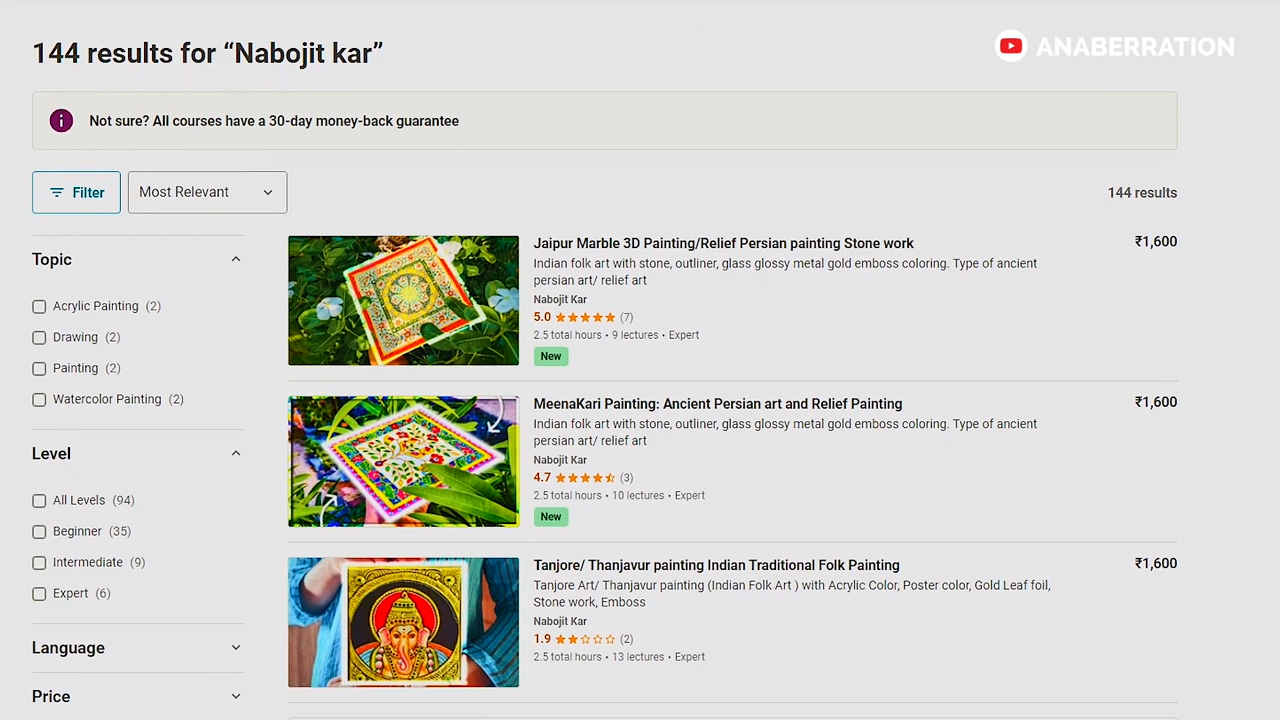 144 results for “Nabojit kar”
ANABERRATION
Not sure? All courses have a 30-day money-back guarantee
Filter
Most Relevant
144 results
Topic
Acrylic Painting (2)
Drawing (2)
Painting (2)
Watercolor Painting (2)
Level
All Levels (94)
Beginner (35)
Intermediate (9)
Expert (6)
Language
Price
Jaipur Marble 3D Painting/Relief Persian painting Stone work
₹1,600
Indian folk art with stone, outliner, glass glossy metal gold emboss coloring. Type of ancient
persian art/ relief art
Nabojit Kar
5.0 (7)
2.5 total hours • 9 lectures • Expert
New
MeenaKari Painting: Ancient Persian art and Relief Painting
₹1,600
Indian folk art with stone, outliner, glass glossy metal gold emboss coloring. Type of ancient
persian art/ relief art
Nabojit Kar
4.7 (3)
2.5 total hours • 10 lectures • Expert
New
Tanjore/ Thanjavur painting Indian Traditional Folk Painting
₹1,600
Tanjore Art/ Thanjavur painting (Indian Folk Art ) with Acrylic Color, Poster color, Gold Leaf foil,
Stone work, Emboss
Nabojit Kar
1.9 (2)
2.5 total hours • 13 lectures • Expert